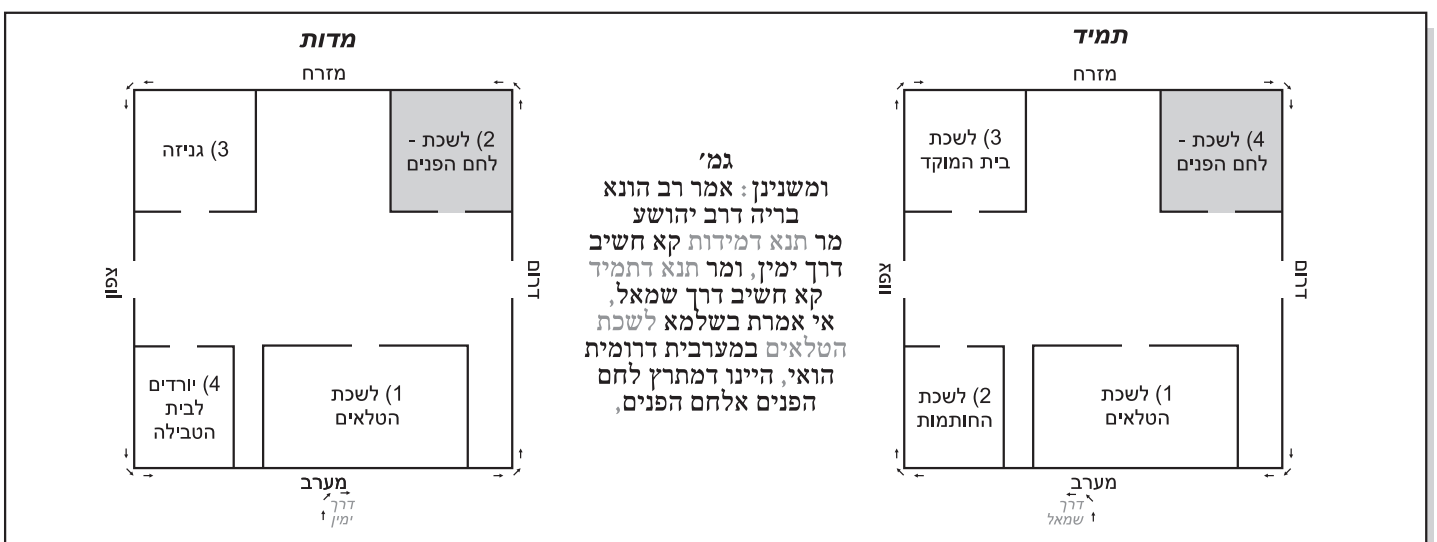 תמיד
מזרח
4) לשכת -
לחם הפנים
3) לשכת
בית המוקד
דרום
צפון
1) לשכת
הטלאים
2) לשכת
החותמות
מערב
דרך
שמאל
גמ'
ומשנינן: אמר רב הונא
בריה דרב יהושע
מר תנא דמידות קא חשיב
דרך ימין, ומר תנא דתמיד
קא חשיב דרך שמאל,
אי אמרת בשלמא לשכת
הטלאים במערבית דרומית
הואי, היינו דמתרץ לחם
הפנים אלחם הפנים,
מדות
מזרח
2) לשכת -
לחם הפנים
3) גניזה
דרום
צפון
1) לשכת
הטלאים
4) יורדים
לבית
הטבילה
מערב
דרך
ימין